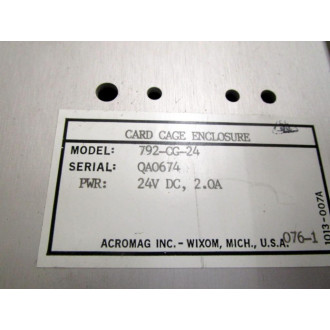 CARD CAGE ENCLOSURE
MODEL: 792-CG-24
SERIAL: QA0674
PWR: 24V DC, 2.0A
ACROMAG INC. - WIXOM, MICH., U.S.A.
076-1
1013-007A